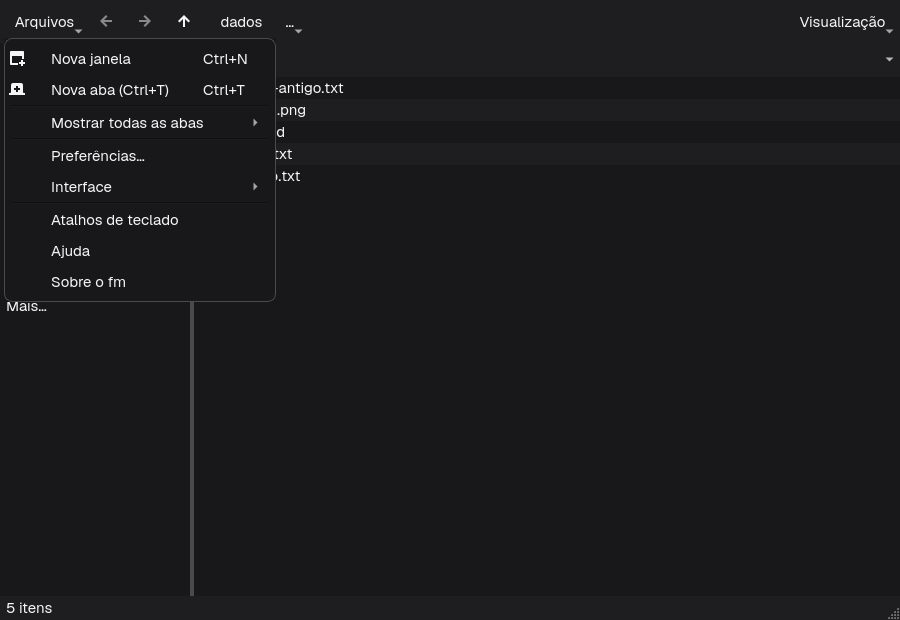 Arquivos dados ... Visualização
Nova janela Ctrl+N
Nova aba (Ctrl+T) Ctrl+T
-antigo.txt
.png
Mostrar todas as abas
d
Preferências...
txt
Interface
.txt
Atalhos de teclado
Ajuda
Sobre o fm
Mais...
5 itens